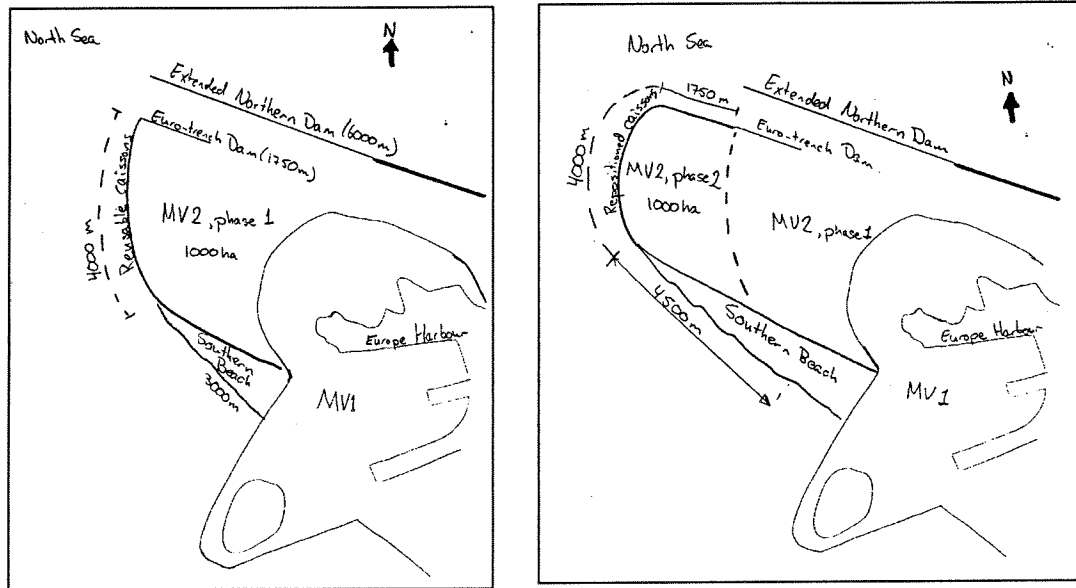 North Sea
N
Extended Northern Dam (6000m)
Euro-trench Dam (1750m)
4000 m
Reusable Caissons
MV2, phase 1
1000 ha
Southern
Beach
3000m
Europe Harbour
MV1
North Sea
N
1750 m
Extended Northern Dam
Euro-trench Dam
4000 m
Repositioned Caissons
MV2, phase 2
1000 ha
MV2, phase 1
4500m
Southern Beach
Europe Harbour
MV1